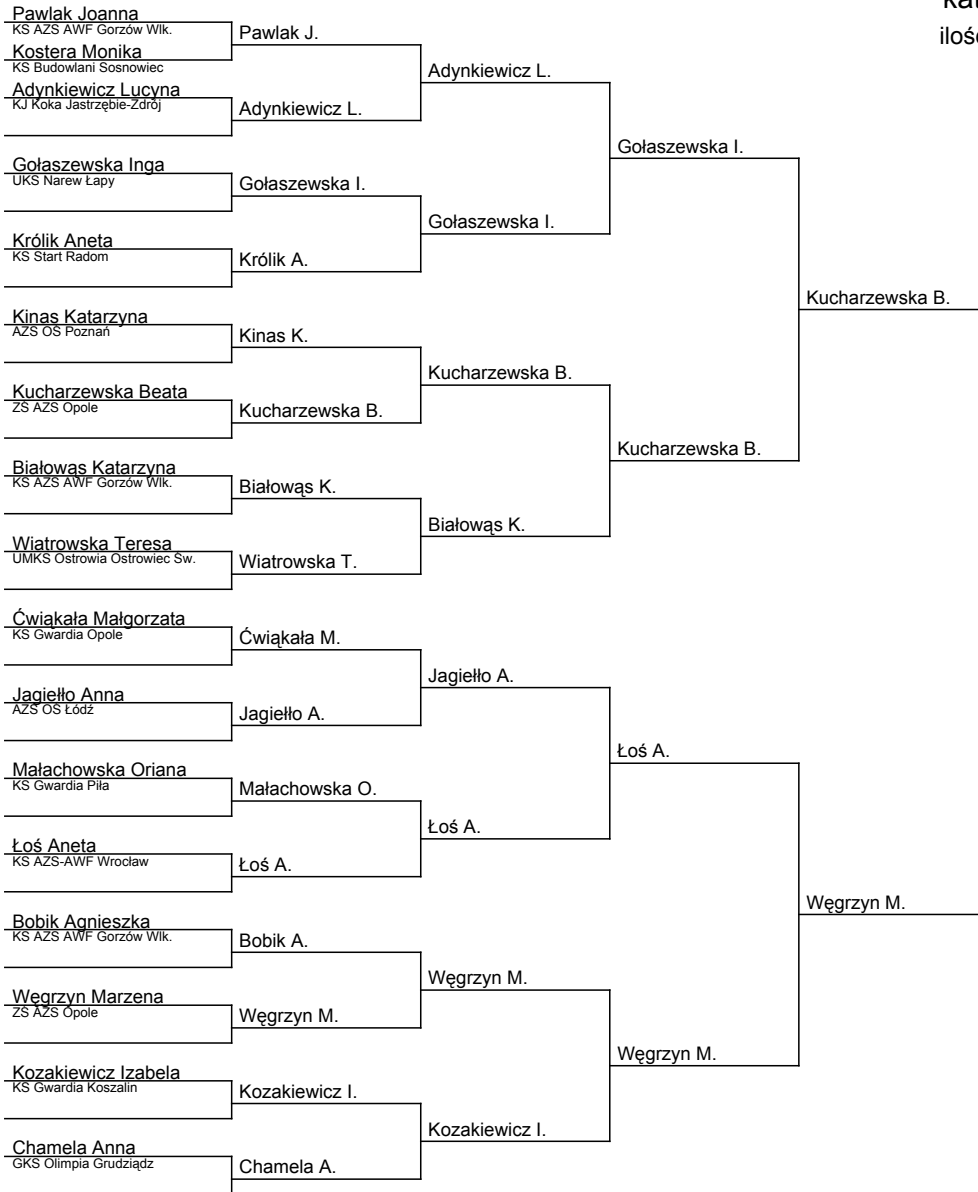 Pawlak Joanna
KS AZS AWF Gorzów Wlk.
Kostera Monika
KS Budowlani Sosnowiec
Adynkiewicz Lucyna
KJ Koka Jastrzębie-Zdrój
Gołaszewska Inga
UKS Narew Łapy
Królik Aneta
KS Start Radom
Kinas Katarzyna
AZS OŚ Poznań
Kucharzewska Beata
ZŚ AZS Opole
Białowąs Katarzyna
KS AZS AWF Gorzów Wlk.
Wiatrowska Teresa
UMKS Ostrowia Ostrowiec Św.
Ćwiąkała Małgorzata
KS Gwardia Opole
Jagiełło Anna
AZS OŚ Łódź
Małachowska Oriana
KS Gwardia Piła
Łoś Aneta
KS AZS-AWF Wrocław
Bobik Agnieszka
KS AZS AWF Gorzów Wlk.
Węgrzyn Marzena
ZŚ AZS Opole
Kozakiewicz Izabela
KS Gwardia Koszalin
Chamela Anna
GKS Olimpia Grudziądz
Pawlak J.
Adynkiewicz L.
Gołaszewska I.
Królik A.
Kinas K.
Kucharzewska B.
Białowąs K.
Wiatrowska T.
Ćwiąkała M.
Jagiełło A.
Małachowska O.
Łoś A.
Bobik A.
Węgrzyn M.
Kozakiewicz I.
Chamela A.
Adynkiewicz L.
Gołaszewska I.
Kucharzewska B.
Białowąs K.
Jagiełło A.
Łoś A.
Węgrzyn M.
Kozakiewicz I.
Gołaszewska I.
Kucharzewska B.
Łoś A.
Węgrzyn M.
Kucharzewska B.
Węgrzyn M.